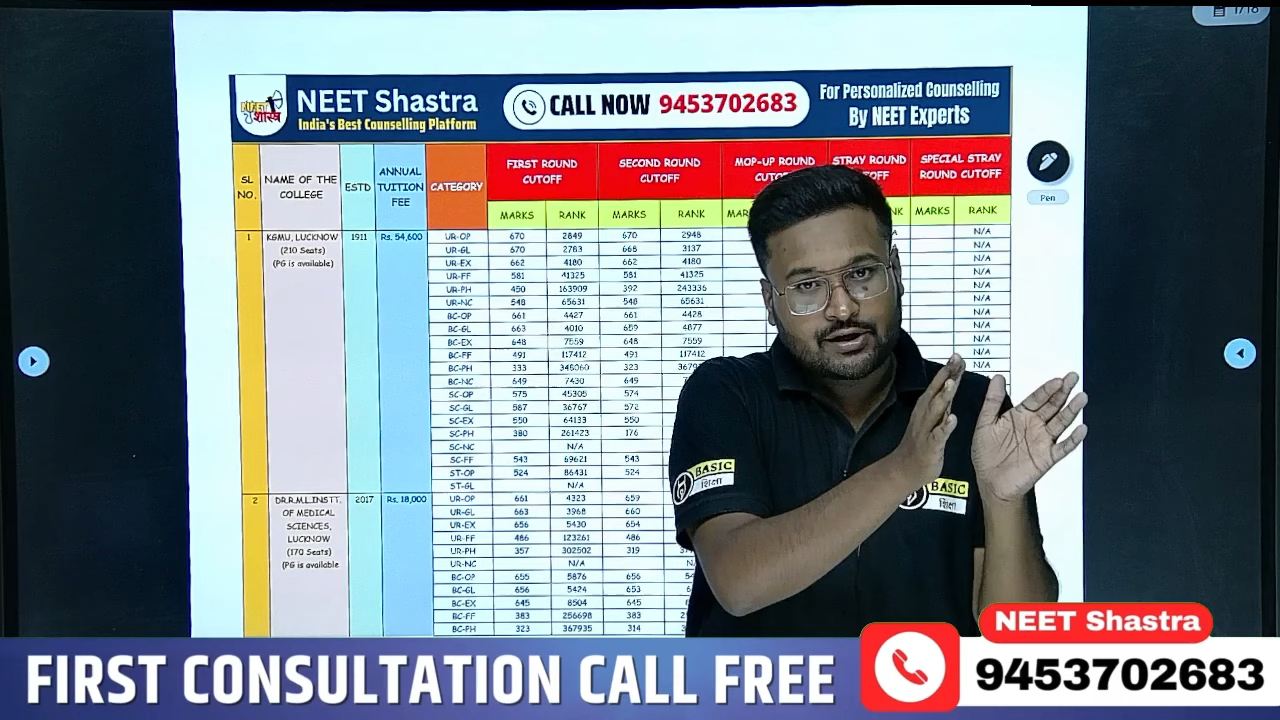 1/18
NEET शास्त्र
NEET Shastra
India's Best Counselling Platform
CALL NOW 9453702683
For Personalized Counselling
By NEET Experts
Pen
SL NO. NAME OF THE COLLEGE ESTD ANNUAL TUITION FEE CATEGORY FIRST ROUND CUTOFF SECOND ROUND CUTOFF MOP-UP ROUND STRAY ROUND SPECIAL STRAY ROUND CUTOFF
MARKS RANK MARKS RANK MARKS RANK
1 KGMU, LUCKNOW 1911 Rs. 54,600 UR-OP 670 2849 670 2948 N/A
(210 Seats) UR-GL 670 2783 668 3137 N/A
(PG is available) UR-EX 662 4180 662 4180 N/A
UR-FF 581 41325 581 41325 N/A
UR-PH 450 163909 392 243336 N/A
UR-NC 548 65631 548 65631 N/A
BC-OP 661 4427 661 4428 N/A
BC-GL 663 4010 659 4877 N/A
BC-EX 648 7559 648 7559 N/A
BC-FF 491 117412 491 117412 N/A
BC-PH 333 348060 323 N/A
BC-NC 649 7430 649
SC-OP 575 45305 574
SC-GL 587 36767 572
SC-EX 550 64133 550
SC-PH 380 261423 176
SC-NC N/A
SC-FF 543 69621 543
ST-OP 524 86431 524
ST-GL N/A
2 DR.R.M.L.INSTT. 2017 Rs. 18,000 UR-OP 661 4323 659
OF MEDICAL UR-GL 663 3968 660
SCIENCES, UR-EX 656 5430 654
LUCKNOW UR-FF 486 123261 486
(170 Seats) UR-PH 357 302502 319
(PG is available UR-NC N/A
BC-OP 655 5876 656
BC-GL 656 5424 653
BC-EX 645 8504 645
BC-FF 383 256698 383
BC-PH 323 367935 314
BASIC
शिक्षा
BASIC
शिक्षा
NEET Shastra
FIRST CONSULTATION CALL FREE
9453702683